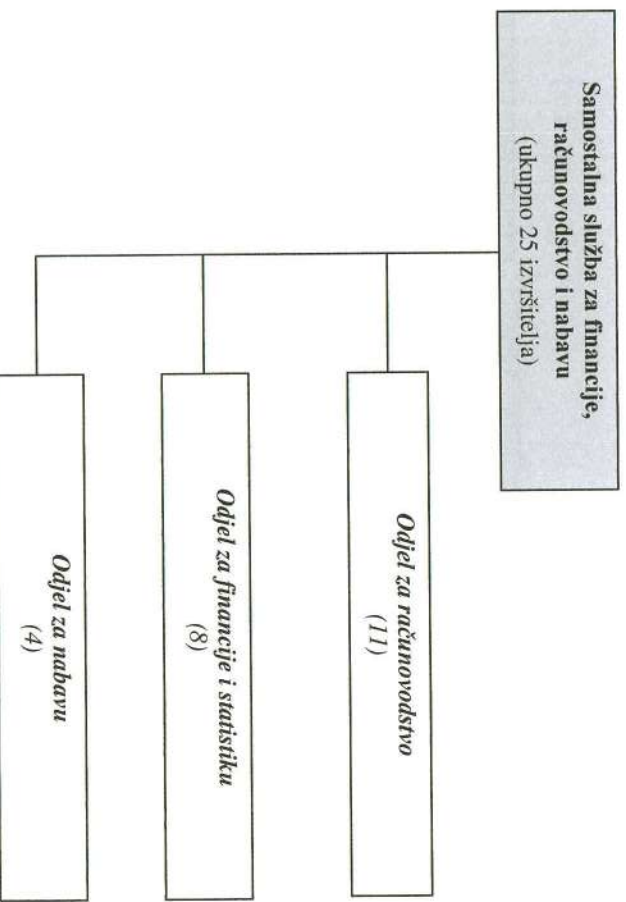 Samostalna služba za financije,
računovodstvo i nabavu
(ukupno 25 izvršitelja)
Odjel za računovodstvo
(11)
Odjel za financije i statistiku
(8)
Odjel za nabavu
(4)